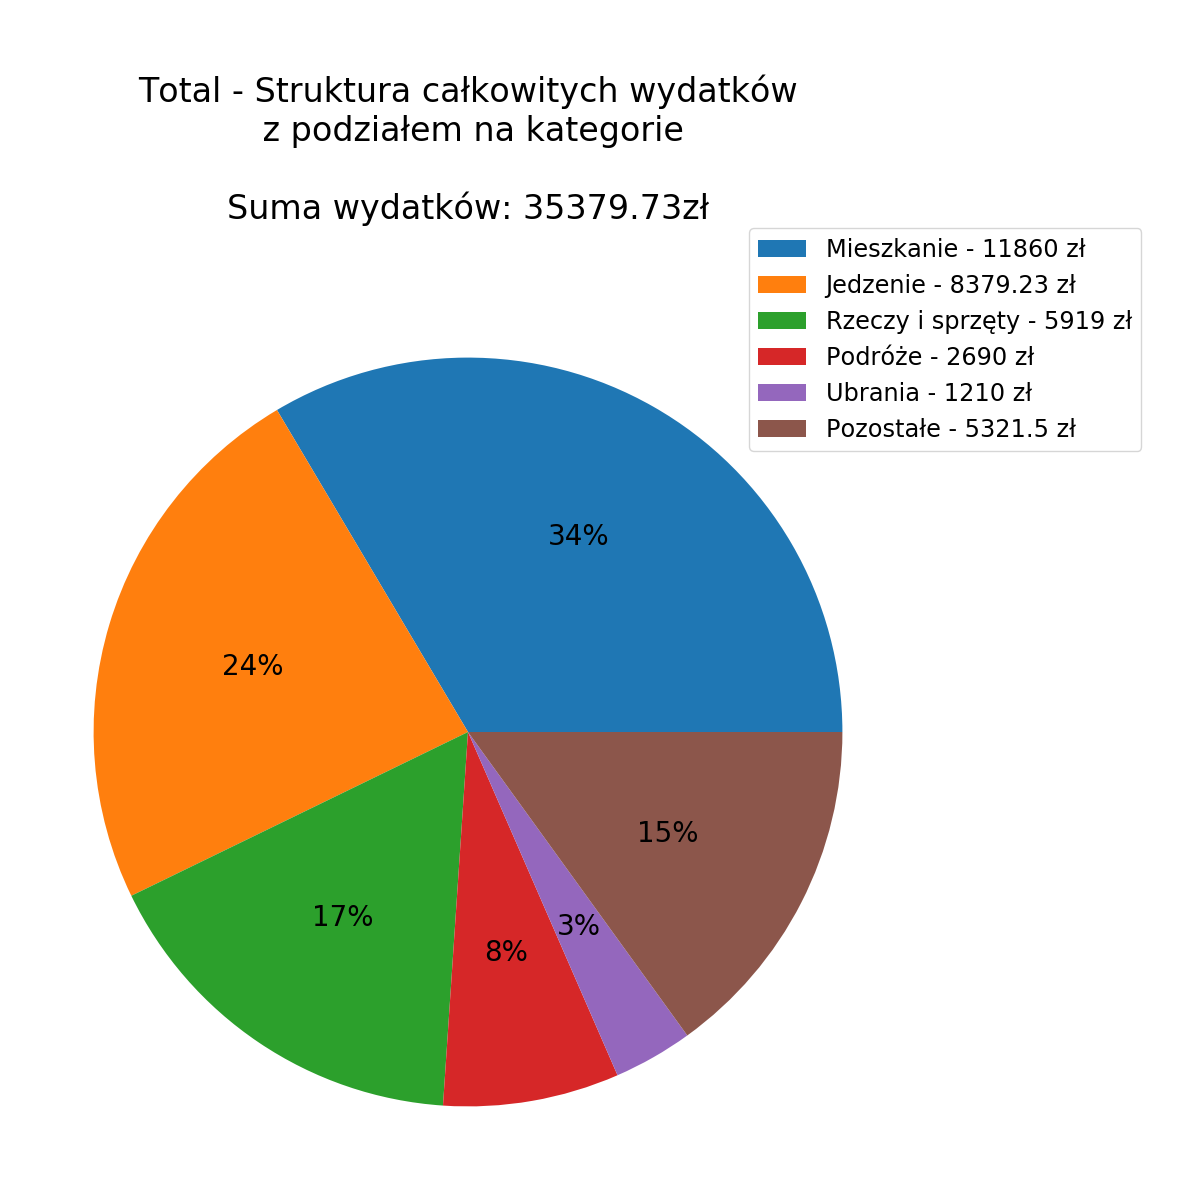 Total - Struktura całkowitych wydatków
z podziałem na kategorie
Suma wydatków: 35379.73zł
Mieszkanie - 11860 zł
Jedzenie - 8379.23 zł
Rzeczy i sprzęty - 5919 zł
Podróże - 2690 zł
Ubrania - 1210 zł
Pozostałe - 5321.5 zł
34%
24%
17%
8%
3%
15%